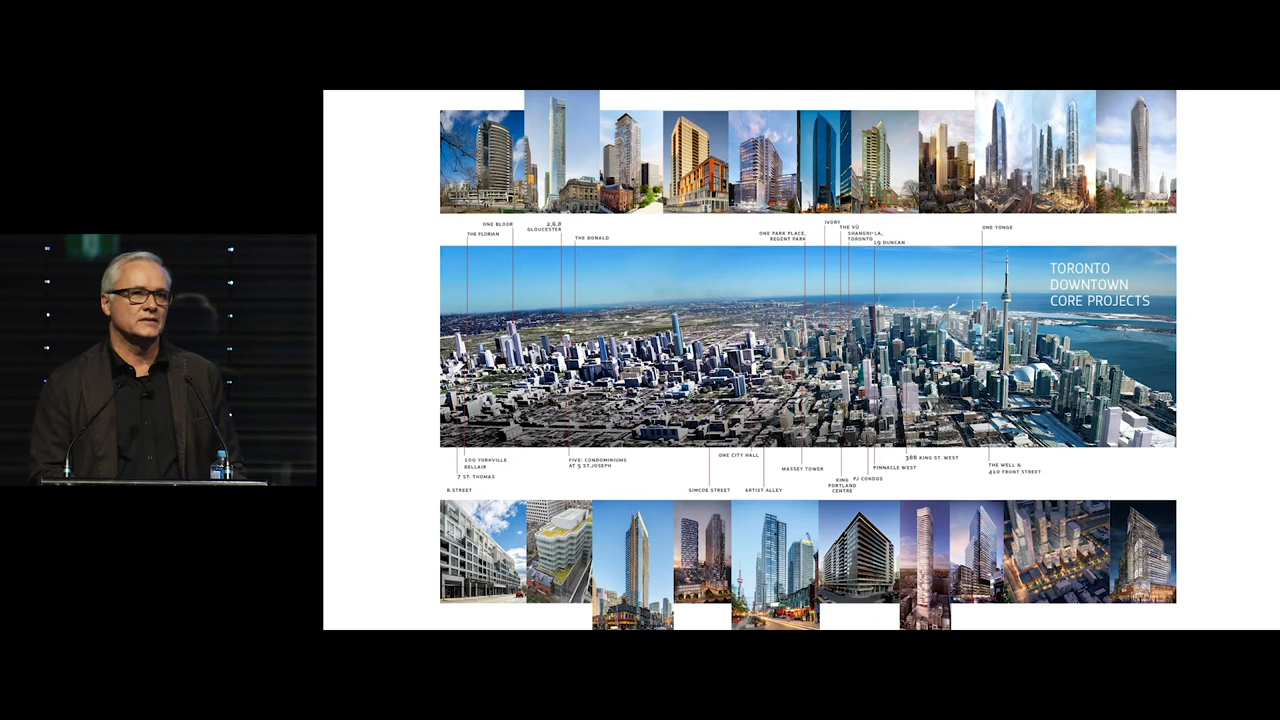 ONE BLOOR
THE FLORIAN
2,6,8
GLOUCESTER
THE DONALD
ONE PARK PLACE,
REGENT PARK
IVORY
THE VÜ
SHANGRI-LA,
TORONTO
19 DUNCAN
ONE YONGE
TORONTO
DOWNTOWN
CORE PROJECTS
100 YORKVILLE
BELLAIR
7 ST. THOMAS
B.STREET
FIVE: CONDOMINIUMS
AT 5 ST.JOSEPH
SIMCOE STREET
ONE CITY HALL
ARTIST ALLEY
MASSEY TOWER
KING
PORTLAND
CENTRE
PJ CONDOS
PINNACLE WEST
388 KING ST. WEST
THE WELL &
410 FRONT STREET